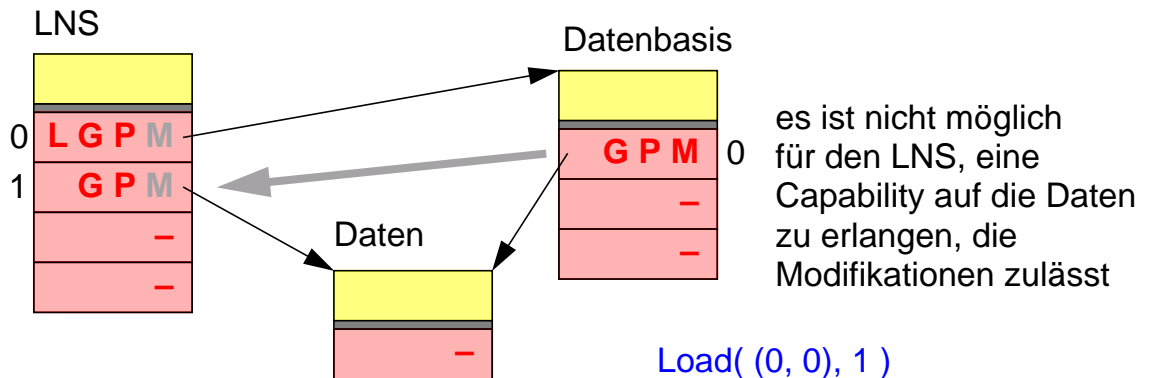 LNS
Datenbasis
0 L G P M
G P M 0
1 G P M
–
–
–
–
es ist nicht möglich
für den LNS, eine
Capability auf die Daten
zu erlangen, die
Modifikationen zulässt
Daten
–
Load( (0, 0), 1 )